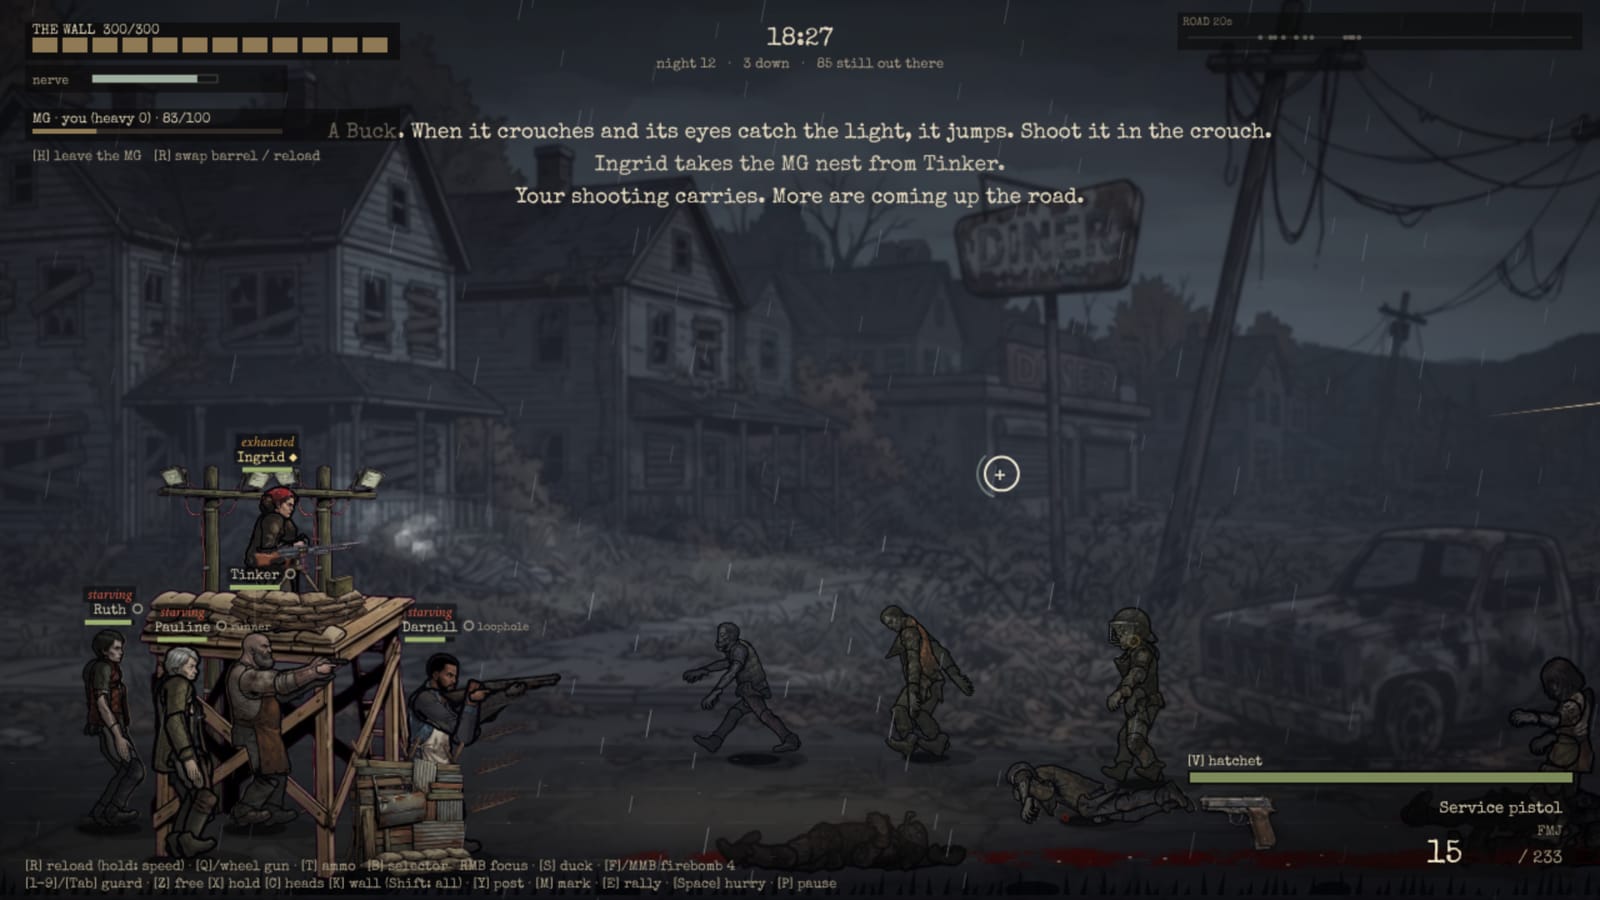 THE WALL 300/300
nerve
MG · you (heavy 0) · 83/100
[H] leave the MG [R] swap barrel / reload
18:27
night 12 · 3 down · 85 still out there
ROAD 20s
A Buck. When it crouches and its eyes catch the light, it jumps. Shoot it in the crouch.
Ingrid takes the MG nest from Tinker.
Your shooting carries. More are coming up the road.
DINER
exhausted
Ingrid
Tinker
starving
Ruth
starving
Pauline runner
starving
Darnell loophole
[V] hatchet
Service pistol
FMJ
15 / 233
[R] reload (hold: speed) · [Q]/wheel gun · [T] ammo · [B] selector · RMB focus · [S] duck · [F]/MMB firebomb 4
[1-9]/[Tab] guard · [Z] free [X] hold [C] heads [K] wall (Shift: all) · [Y] post · [M] mark · [E] rally · [Space] hurry · [P] pause